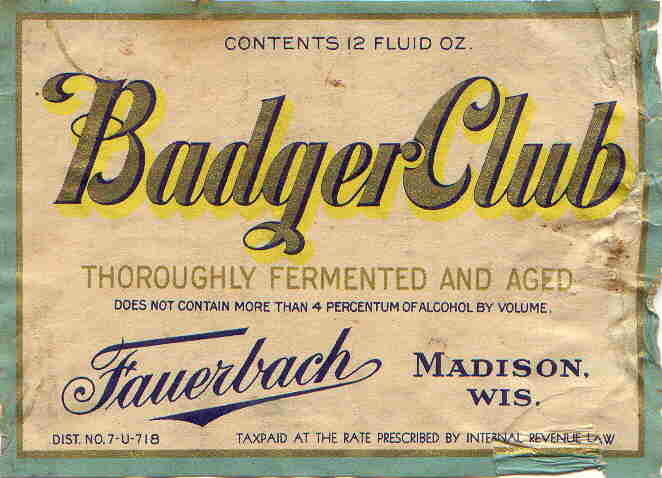 CONTENTS 12 FLUID OZ.
Badger Club
THOROUGHLY FERMENTED AND AGED
DOES NOT CONTAIN MORE THAN 4 PERCENTUM OF ALCOHOL BY VOLUME.
Fauerbach MADISON,
WIS.
DIST. NO. 7-U-718 TAXPAID AT THE RATE PRESCRIBED BY INTERNAL REVENUE LAW